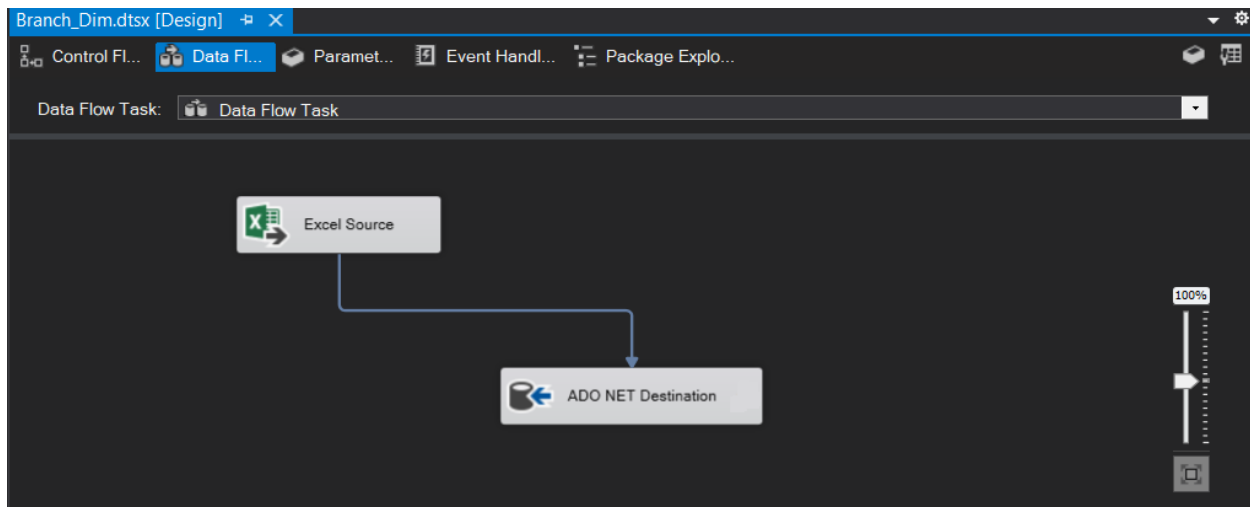 Branch_Dim.dtsx [Design]
Control Fl... Data Fl... Paramet... Event Handl... Package Explo...
Data Flow Task: Data Flow Task
Excel Source
100%
ADO NET Destination